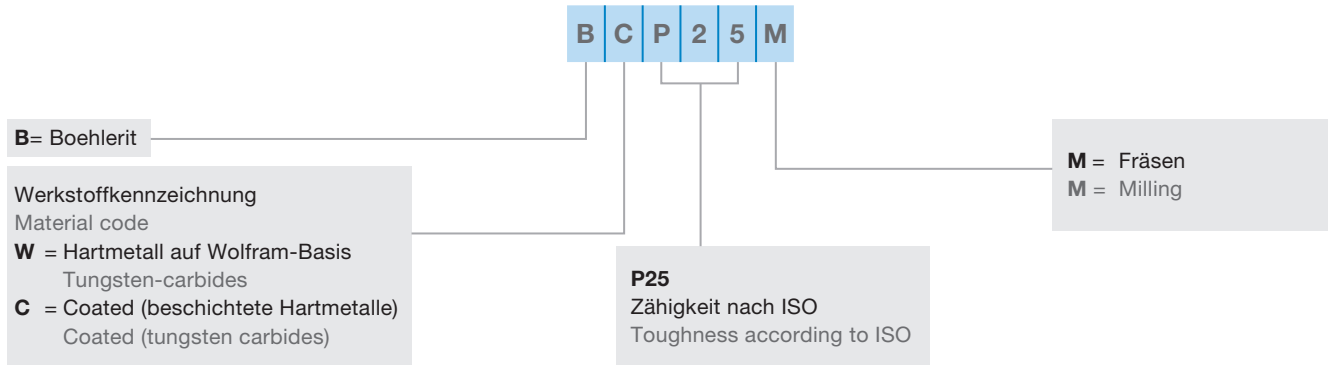 B C P 2 5 M
B= Boehlerit
Werkstoffkennzeichnung
Material code
W = Hartmetall auf Wolfram-Basis
Tungsten-carbides
C = Coated (beschichtete Hartmetalle)
Coated (tungsten carbides)
P25
Zähigkeit nach ISO
Toughness according to ISO
M = Fräsen
M = Milling